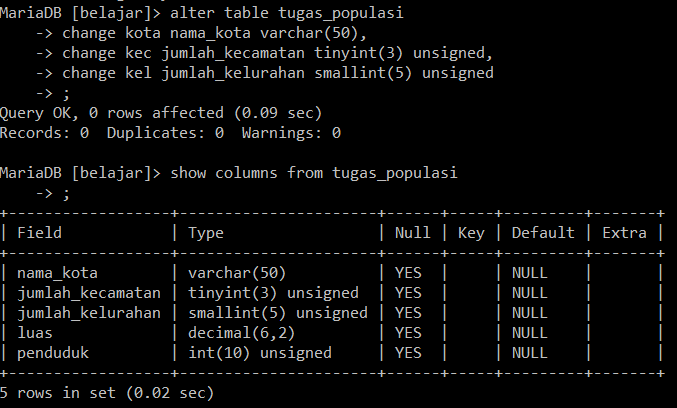 MariaDB [belajar]> alter table tugas_populasi
    -> change kota nama_kota varchar(50),
    -> change kec jumlah_kecamatan tinyint(3) unsigned,
    -> change kel jumlah_kelurahan smallint(5) unsigned
    -> ;
Query OK, 0 rows affected (0.09 sec)
Records: 0  Duplicates: 0  Warnings: 0

MariaDB [belajar]> show columns from tugas_populasi
    -> ;
+------------------+----------------------+------+-----+---------+-------+
| Field            | Type                 | Null | Key | Default | Extra |
+------------------+----------------------+------+-----+---------+-------+
| nama_kota        | varchar(50)          | YES  |     | NULL    |       |
| jumlah_kecamatan | tinyint(3) unsigned  | YES  |     | NULL    |       |
| jumlah_kelurahan | smallint(5) unsigned | YES  |     | NULL    |       |
| luas             | decimal(6,2)         | YES  |     | NULL    |       |
| penduduk         | int(10) unsigned     | YES  |     | NULL    |       |
+------------------+----------------------+------+-----+---------+-------+
5 rows in set (0.02 sec)